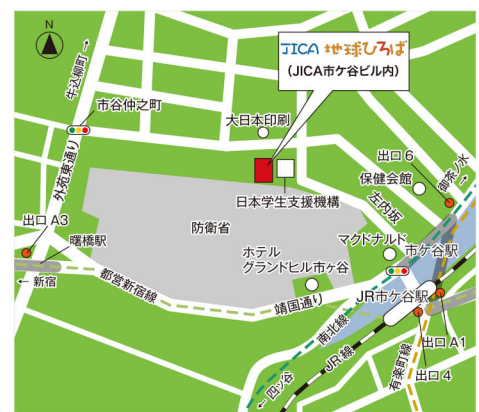 N
JICA 地球ひろば
(JICA市ケ谷ビル内)
牛込柳町
市谷仲之町
大日本印刷
出口6
御茶ノ水
保健会館
外苑東通り
左内坂
日本学生支援機構
出口A3
防衛省
マクドナルド
市ケ谷駅
曙橋駅
ホテル
グランドヒル市ヶ谷
新宿
都営新宿線
靖国通り
JR市ケ谷駅
南北線
出口A1
JR線
有楽町線
出口4
四ッ谷